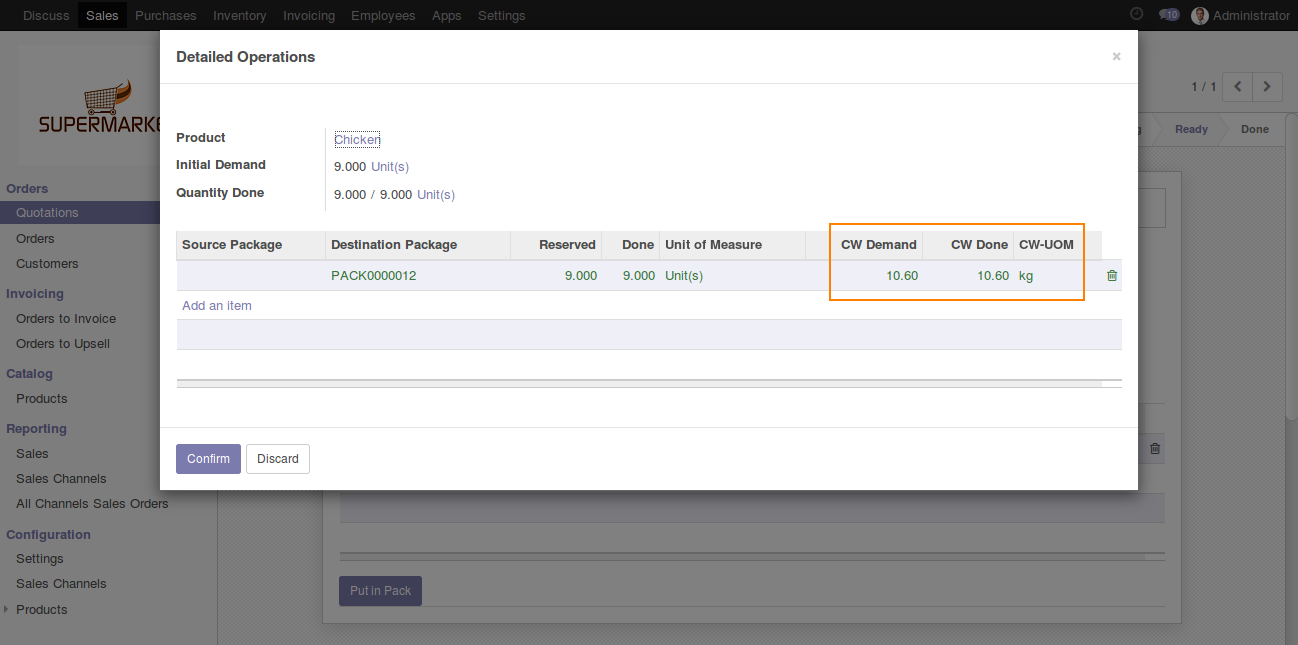 Discuss Sales Purchases Inventory Invoicing Employees Apps Settings 10 Administrator
Detailed Operations ×
1 / 1
SUPERMARKE
Ready Done
Product Chicken
Initial Demand 9.000 Unit(s)
Quantity Done 9.000 / 9.000 Unit(s)
Source Package Destination Package Reserved Done Unit of Measure CW Demand CW Done CW-UOM
PACK0000012 9.000 9.000 Unit(s) 10.60 10.60 kg
Add an item
Confirm Discard
Orders
Quotations
Orders
Customers
Invoicing
Orders to Invoice
Orders to Upsell
Catalog
Products
Reporting
Sales
Sales Channels
All Channels Sales Orders
Configuration
Settings
Sales Channels
Products
Put in Pack